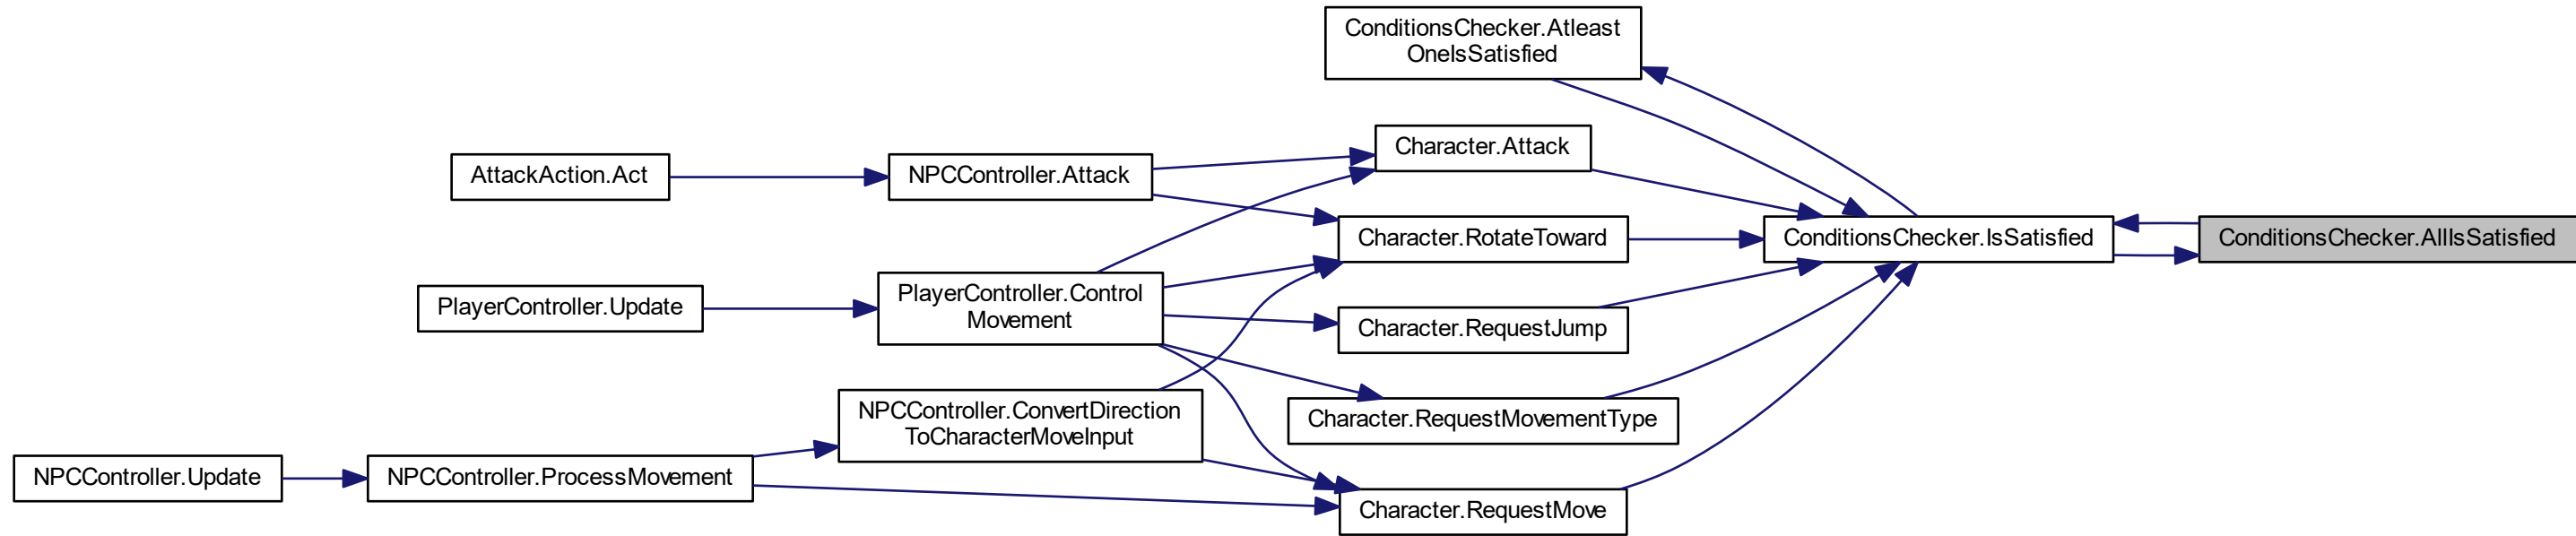 ConditionsChecker.Atleast
OneIsSatisfied
Character.Attack
AttackAction.Act
NPCController.Attack
Character.RotateToward
ConditionsChecker.IsSatisfied
ConditionsChecker.AllIsSatisfied
PlayerController.Update
PlayerController.Control
Movement
Character.RequestJump
NPCController.ConvertDirection
ToCharacterMoveInput
Character.RequestMovementType
NPCController.Update
NPCController.ProcessMovement
Character.RequestMove